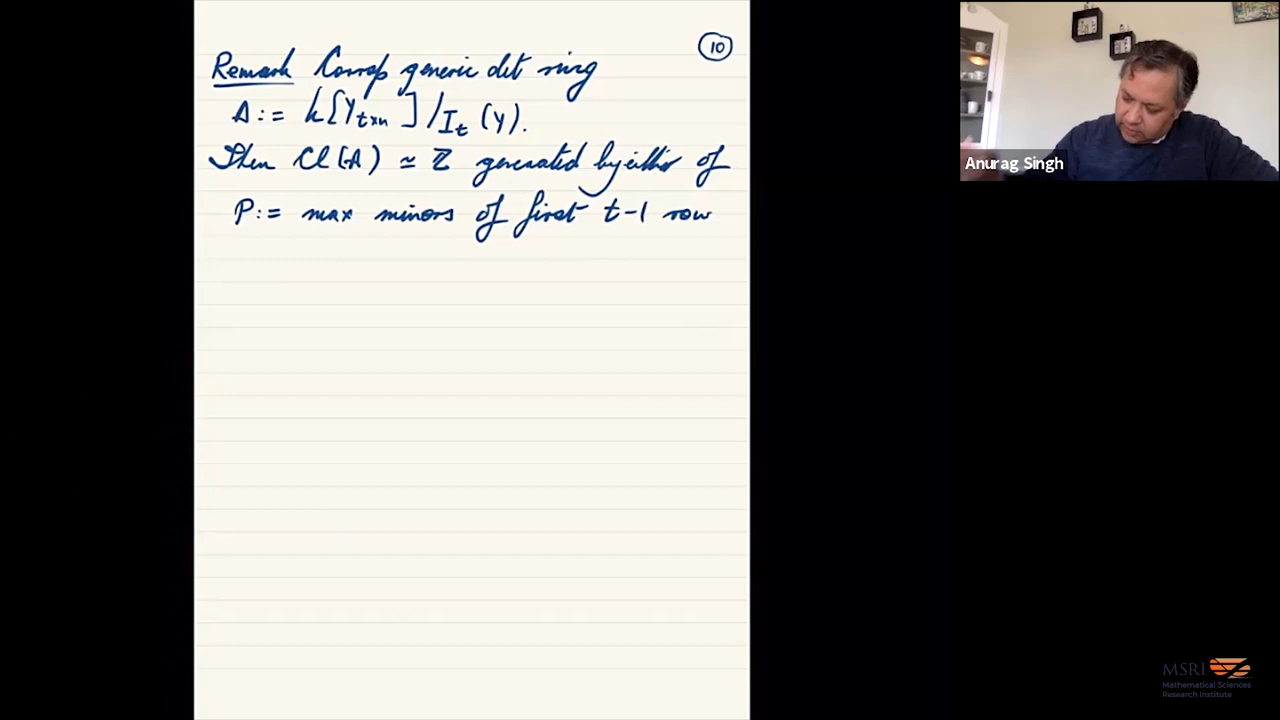 10
Remark Corresp generic det ring
A := k[Y_{t×n}] / I_t (Y).
Then Cl(A) ≃ ℤ generated by either of
P := max minors of first t-1 row
Anurag Singh
MSRI
Mathematical Sciences
Research Institute